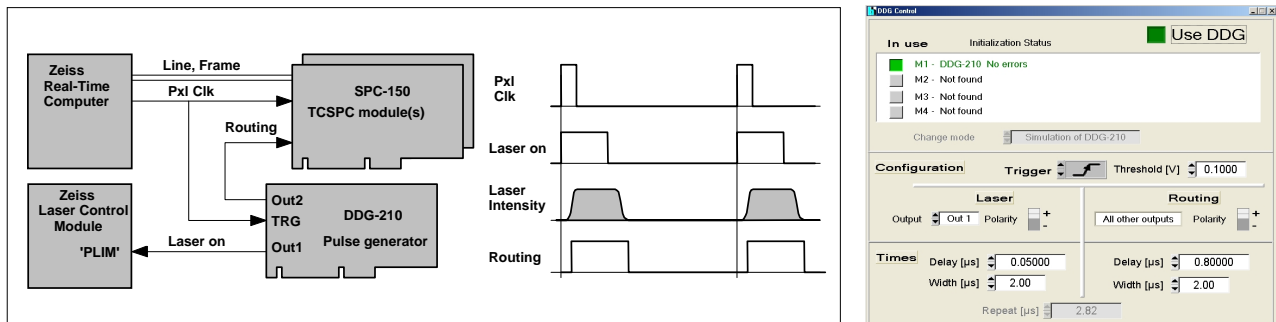 Zeiss
Real-Time
Computer
Line, Frame
Pxl Clk
Routing
SPC-150
TCSPC module(s)
Zeiss
Laser Control
Module
'PLIM'
Laser on
Out2
TRG
Out1
DDG-210
Pulse generator
Pxl
Clk
Laser on
Laser
Intensity
Routing
DDG Control
In use Initialization Status Use DDG
M1 - DDG-210 No errors
M2 - Not found
M3 - Not found
M4 - Not found
Change mode Simulation of DDG-210
Configuration Trigger Threshold [V] 0.1000
Laser Routing
Output Out 1 Polarity + - All other outputs Polarity + -
Times Delay [µs] 0.05000 Delay [µs] 0.80000
Width [µs] 2.00 Width [µs] 2.00
Repeat [µs] 2.82